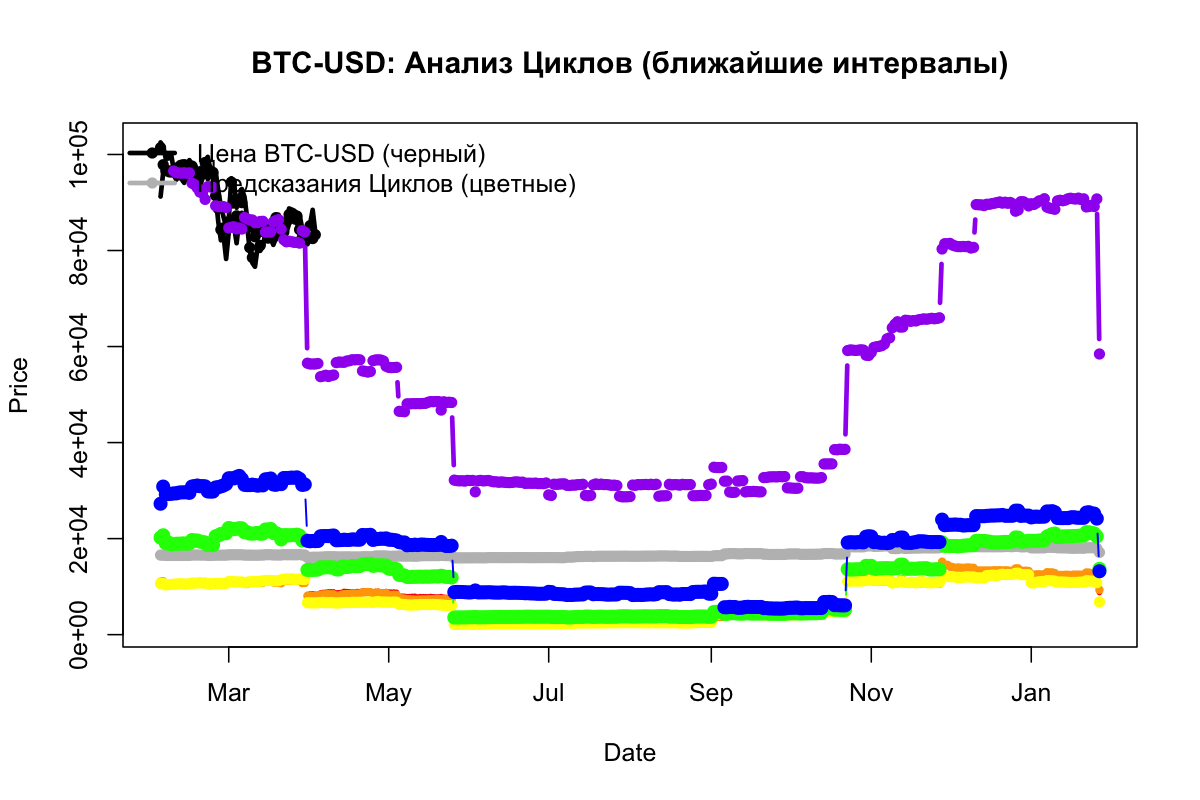 BTC-USD: Анализ Циклов (ближайшие интервалы)
1e+05
Цена BTC-USD (черный)
Предсказания Циклов (цветные)
8e+04
6e+04
Price
4e+04
2e+04
0e+00
Mar
May
Jul
Sep
Nov
Jan
Date